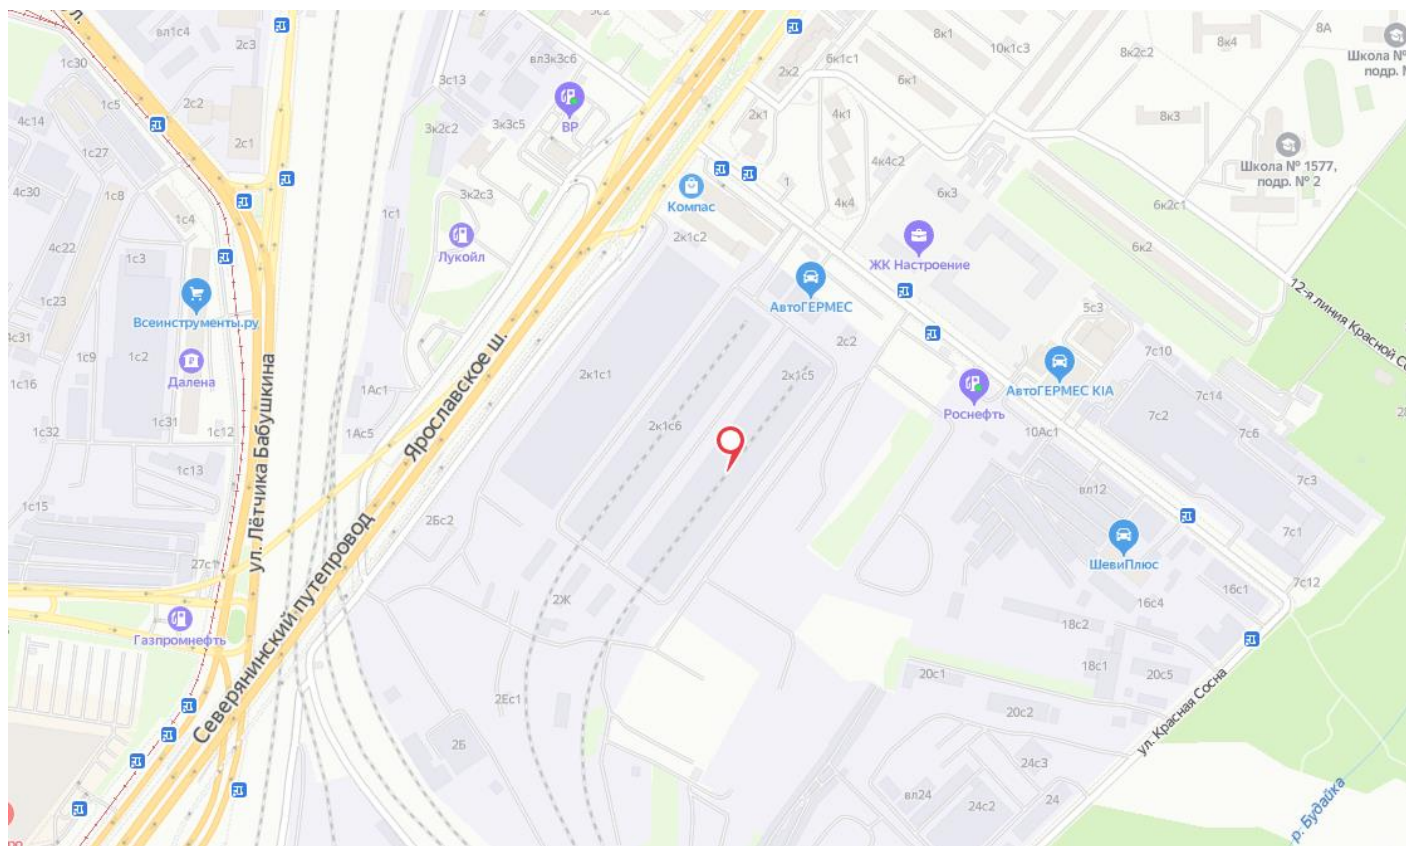 вл1с4
2с3
1с30
1с5
2с2
4с14
2с1
1с27
4с30
1с8
1с4
4с22
1с3
1с23
Всеинструменты.ру
4с31
1с9
1с2
Далена
1с16
1с31
1с12
1с32
1с13
1с15
27с1
Газпромнефть
ул. Лётчика Бабушкина
Северянинский путепровод
Ярославское ш.
5с2
вл3к3с6
3с13
ВР
3к2с2
3к3с5
3к2с3
1с1
Лукойл
1Ас1
1Ас5
2к2
6к1с1
8к1
10к1с3
8к2с2
8к4
8А
Школа №
подр. №
6к1
2к1
4к1
8к3
Школа № 1577,
подр. № 2
4к4с2
1
4к4
6к3
6к2с1
6к2
Компас
2к1с2
ЖК Настроение
АвтоГЕРМЕС
12-я линия Красной Со
5с3
2с2
2к1с1
2к1с5
2к1с6
АвтоГЕРМЕС KIA
Роснефть
7с10
7с14
7с2
7с6
7с3
7с1
7с12
10Ас1
вл12
ШевиПлюс
16с4
16с1
18с2
18с1
20с5
20с1
20с2
24с3
вл24
24с2
24
ул. Красная Сосна
р. Будайка
2Бс2
2Ж
2Ес1
2Б